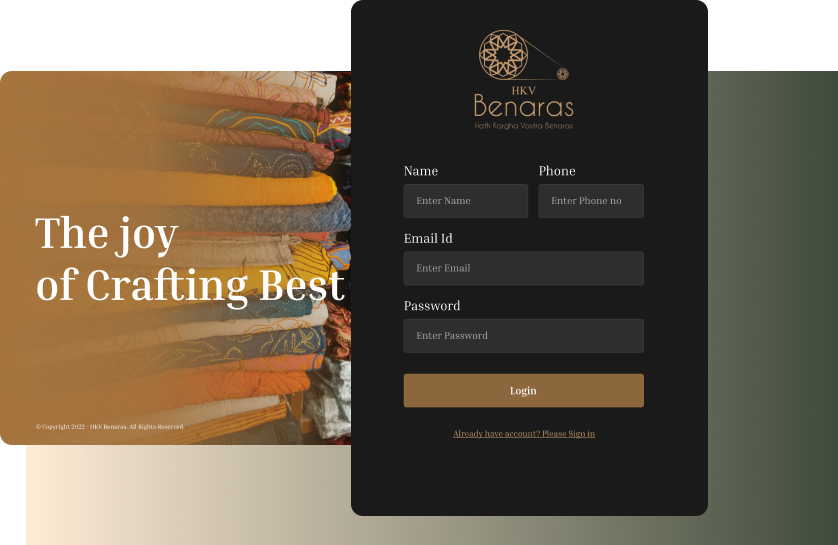 The joy
of Crafting Best
© Copyright 2022 - HKV Benaras. All Rights Reserved.
HKV
Benaras
Hath Kargha Vastra Benaras
Name
Phone
Enter Name
Enter Phone no
Email Id
Enter Email
Password
Enter Password
Login
Already have account? Please Sign in